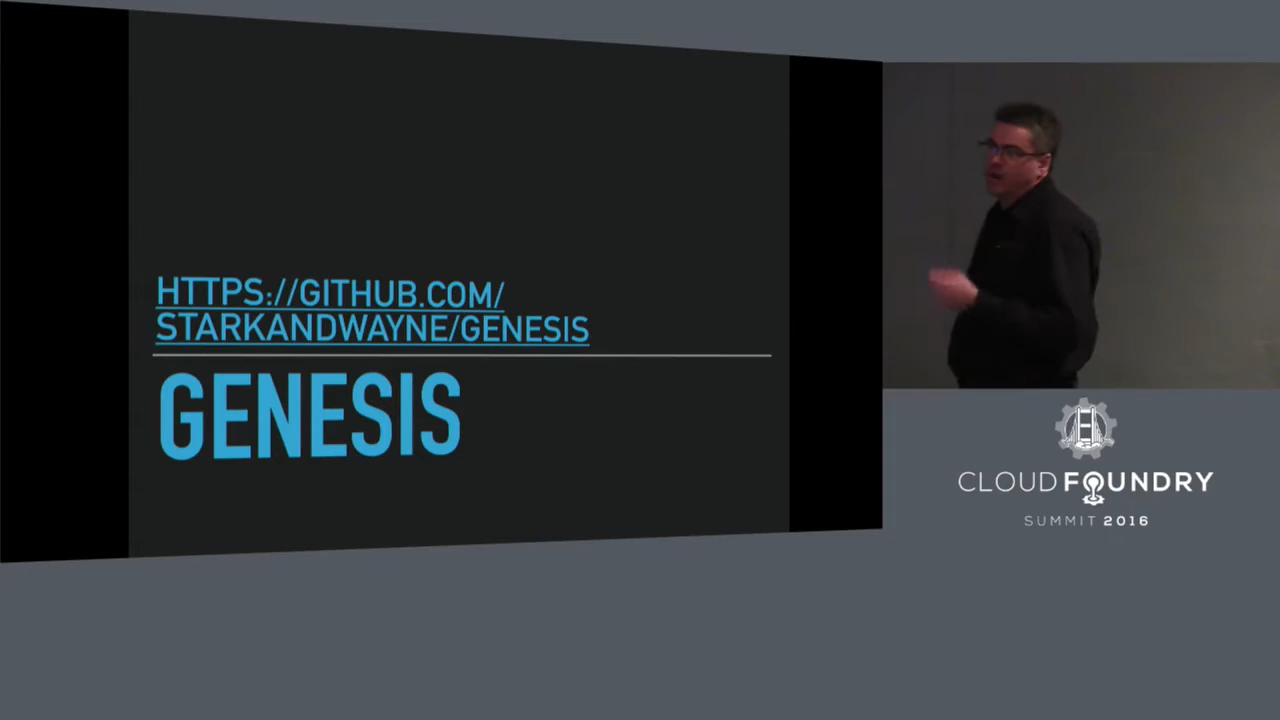 HTTPS://GITHUB.COM/
STARKANDWAYNE/GENESIS
GENESIS
CLOUD FOUNDRY
SUMMIT 2016